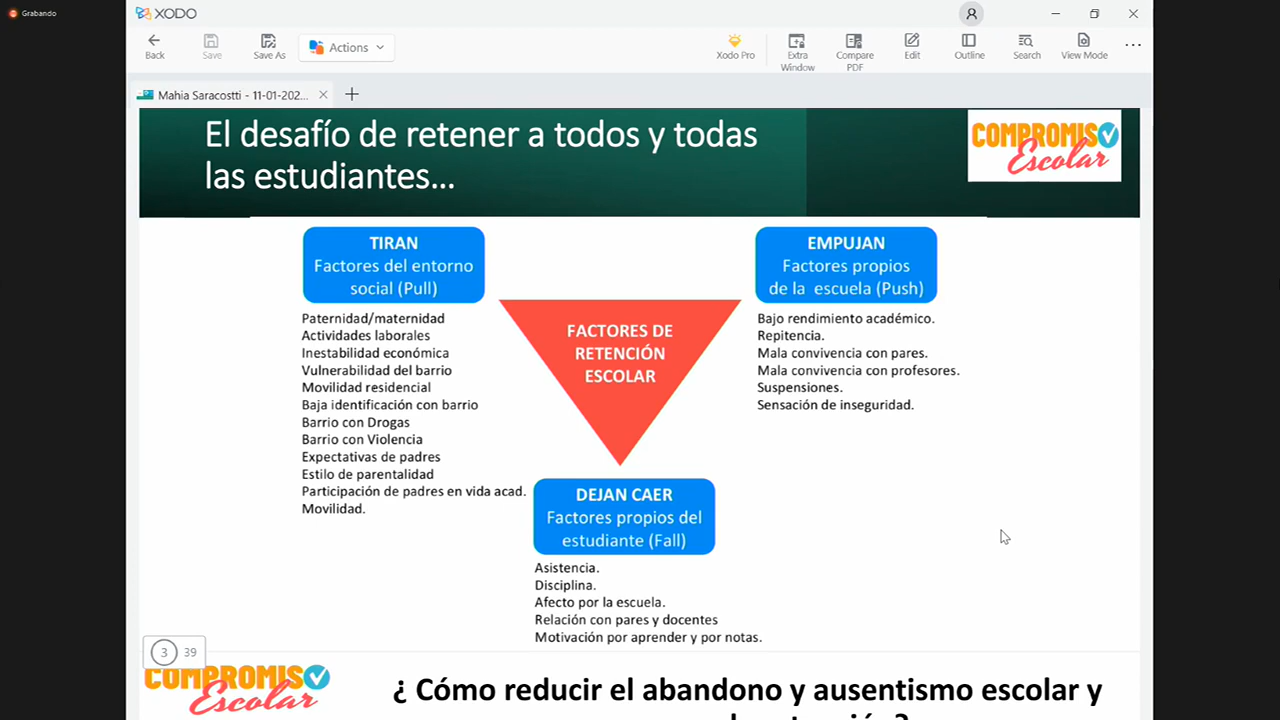 Grabando
XODO
Back
Save
Save As
Actions
Xodo Pro
Extra
Window
Compare
PDF
Edit
Outline
Search
View Mode
Mahia Saracostti - 11-01-202...
El desafío de retener a todos y todas
las estudiantes...
COMPROMISO
Escolar
TIRAN
Factores del entorno
social (Pull)
Paternidad/maternidad
Actividades laborales
Inestabilidad económica
Vulnerabilidad del barrio
Movilidad residencial
Baja identificación con barrio
Barrio con Drogas
Barrio con Violencia
Expectativas de padres
Estilo de parentalidad
Participación de padres en vida acad.
Movilidad.
FACTORES DE
RETENCIÓN
ESCOLAR
EMPUJAN
Factores propios
de la escuela (Push)
Bajo rendimiento académico.
Repitencia.
Mala convivencia con pares.
Mala convivencia con profesores.
Suspensiones.
Sensación de inseguridad.
DEJAN CAER
Factores propios del
estudiante (Fall)
Asistencia.
Disciplina.
Afecto por la escuela.
Relación con pares y docentes
Motivación por aprender y por notas.
3 39
COMPROMISO
Escolar
¿ Cómo reducir el abandono y ausentismo escolar y